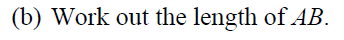 (b) Work out the length of AB.